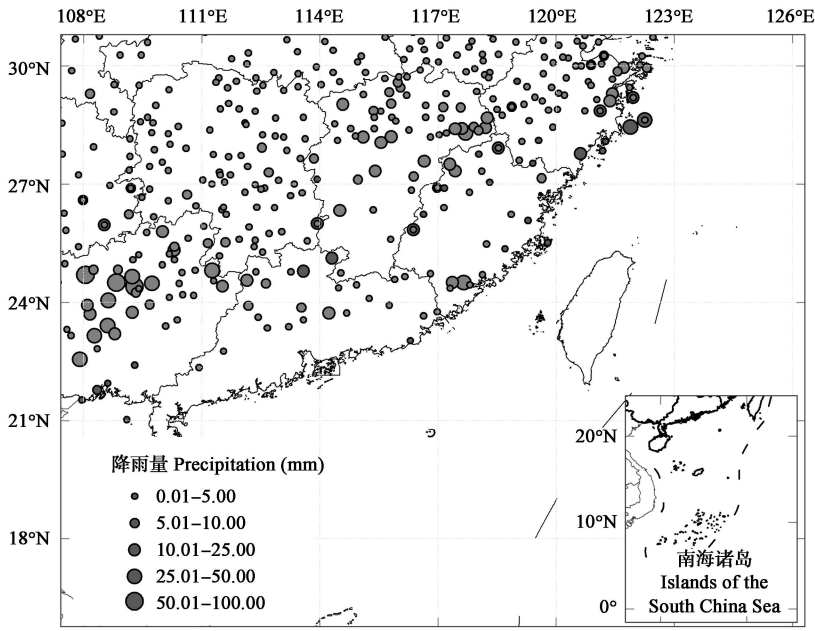 108°E 111°E 114°E 117°E 120°E 123°E 126°E
30°N
27°N
24°N
21°N
18°N
降雨量 Precipitation (mm)
0.01–5.00
5.01–10.00
10.01–25.00
25.01–50.00
50.01–100.00
20°N
10°N
0°
南海诸岛
Islands of the
South China Sea